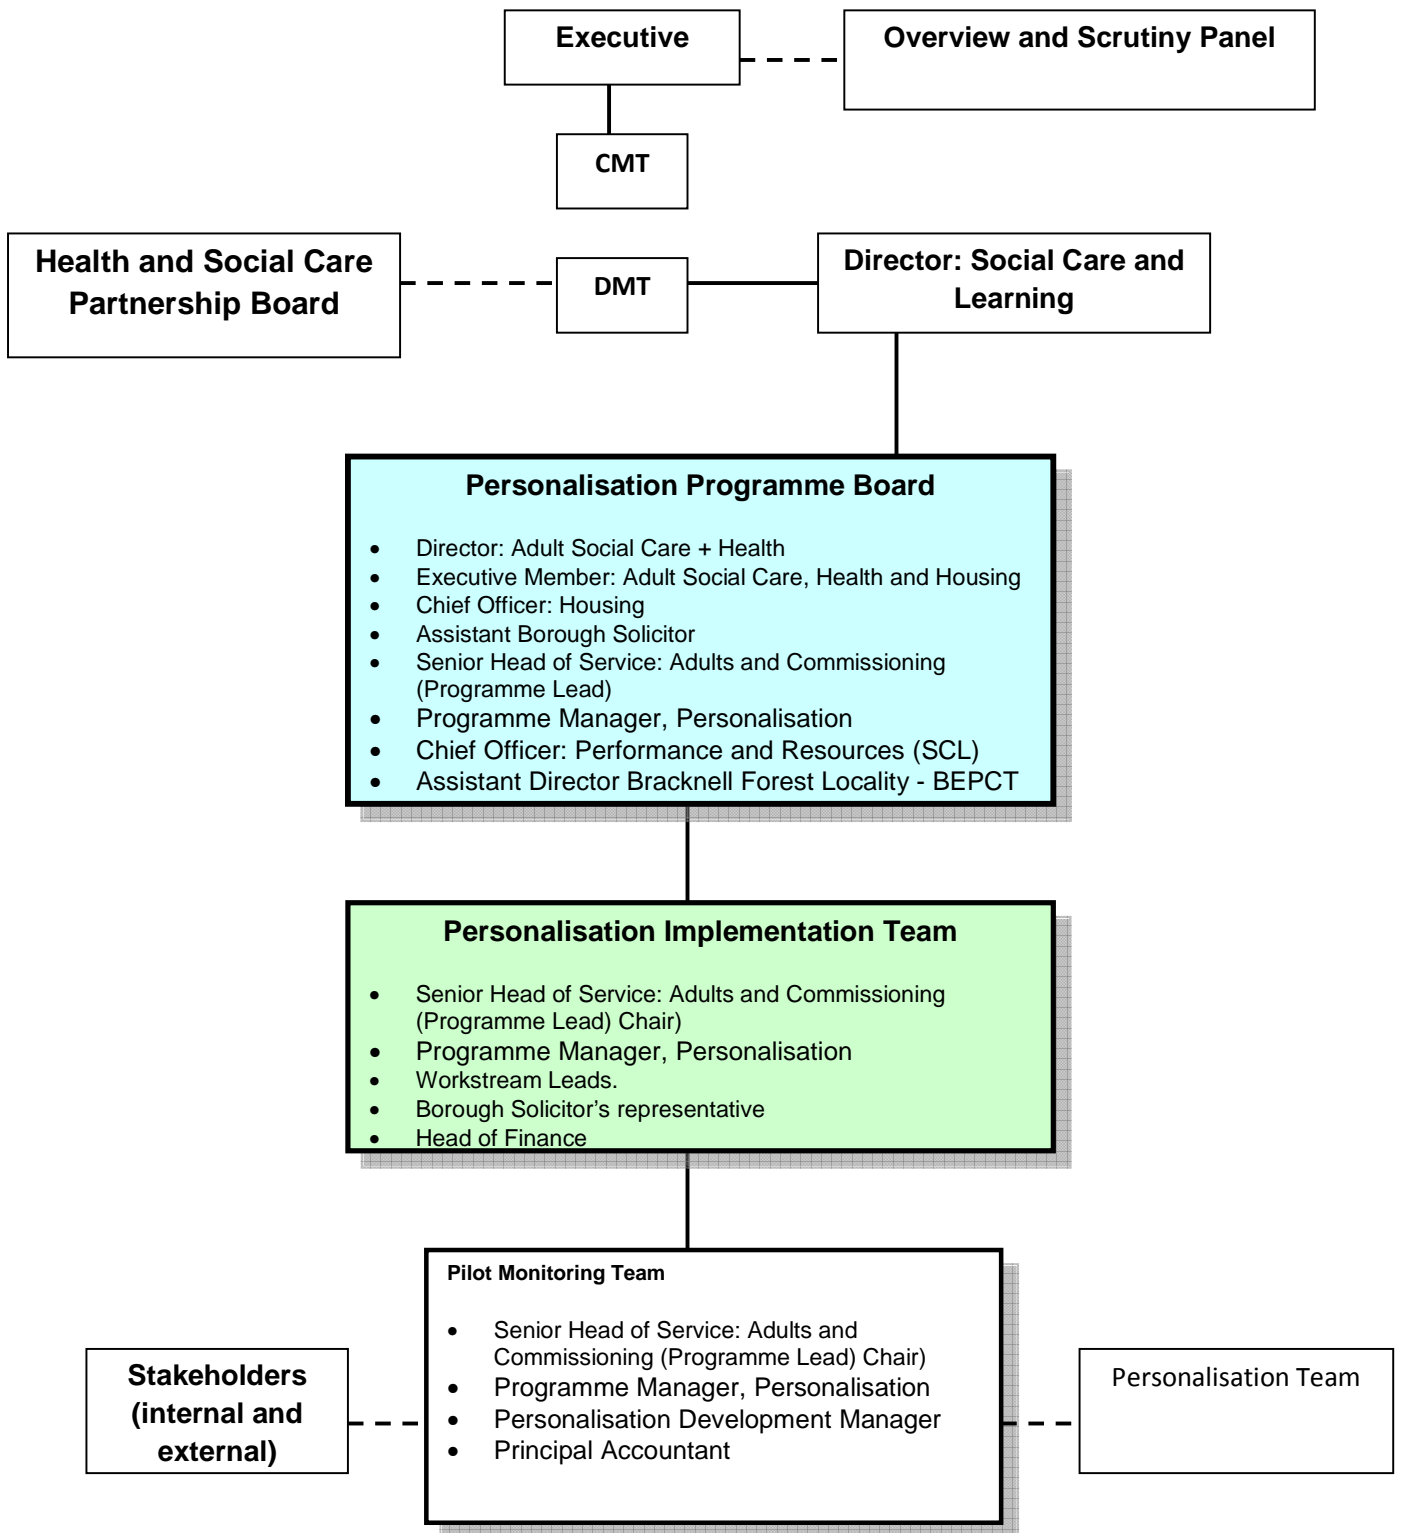 Executive
Overview and Scrutiny Panel
CMT
Health and Social Care
Partnership Board
DMT
Director: Social Care and
Learning
Personalisation Programme Board
• Director: Adult Social Care + Health
• Executive Member: Adult Social Care, Health and Housing
• Chief Officer: Housing
• Assistant Borough Solicitor
• Senior Head of Service: Adults and Commissioning
(Programme Lead)
• Programme Manager, Personalisation
• Chief Officer: Performance and Resources (SCL)
• Assistant Director Bracknell Forest Locality - BEPCT
Personalisation Implementation Team
• Senior Head of Service: Adults and Commissioning
(Programme Lead) Chair)
• Programme Manager, Personalisation
• Workstream Leads.
• Borough Solicitor’s representative
• Head of Finance
Pilot Monitoring Team
• Senior Head of Service: Adults and
Commissioning (Programme Lead) Chair)
• Programme Manager, Personalisation
• Personalisation Development Manager
• Principal Accountant
Stakeholders
(internal and
external)
Personalisation Team